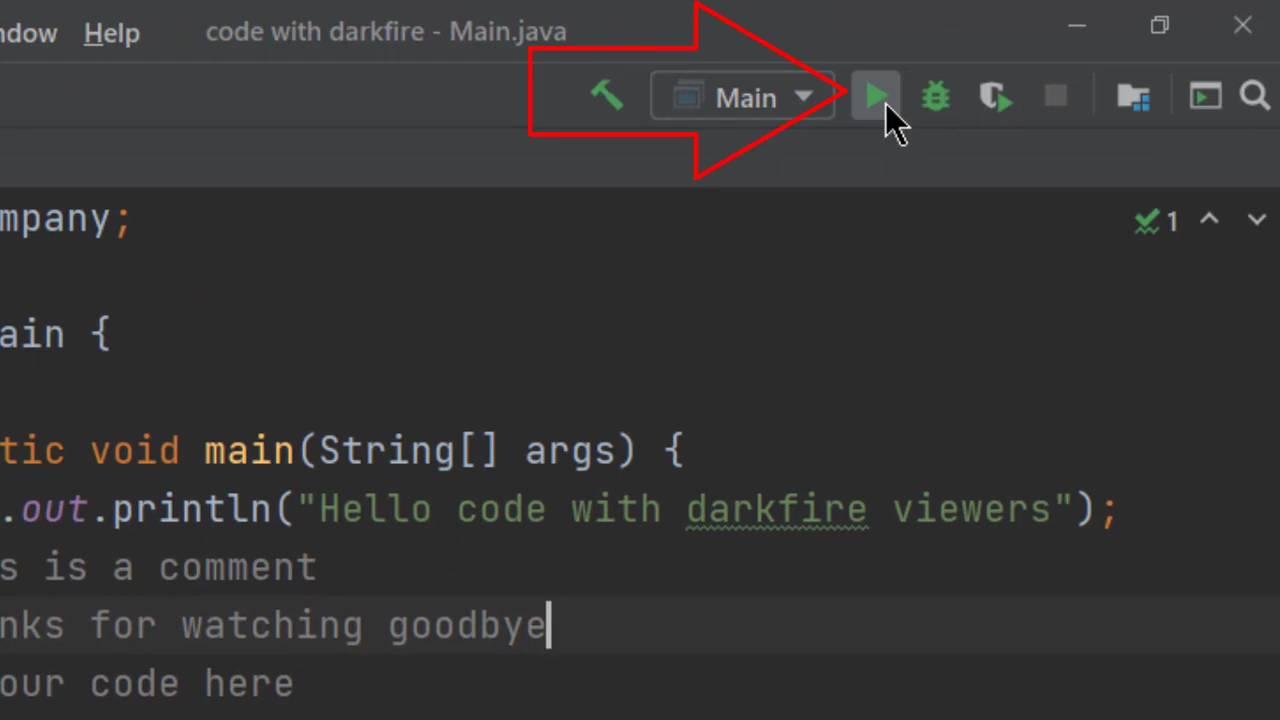 ndow Help code with darkfire - Main.java
Main
mpany;
1
ain {
tic void main(String[] args) {
.out.println("Hello code with darkfire viewers");
s is a comment
nks for watching goodbye
our code here